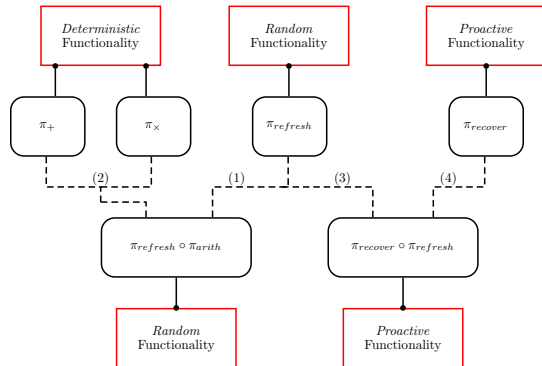 Deterministic
Functionality
Random
Functionality
Proactive
Functionality
π+
π×
πrefresh
πrecover
(2)
(1)
(3)
(4)
πrefresh ∘ πarith
πrecover ∘ πrefresh
Random
Functionality
Proactive
Functionality